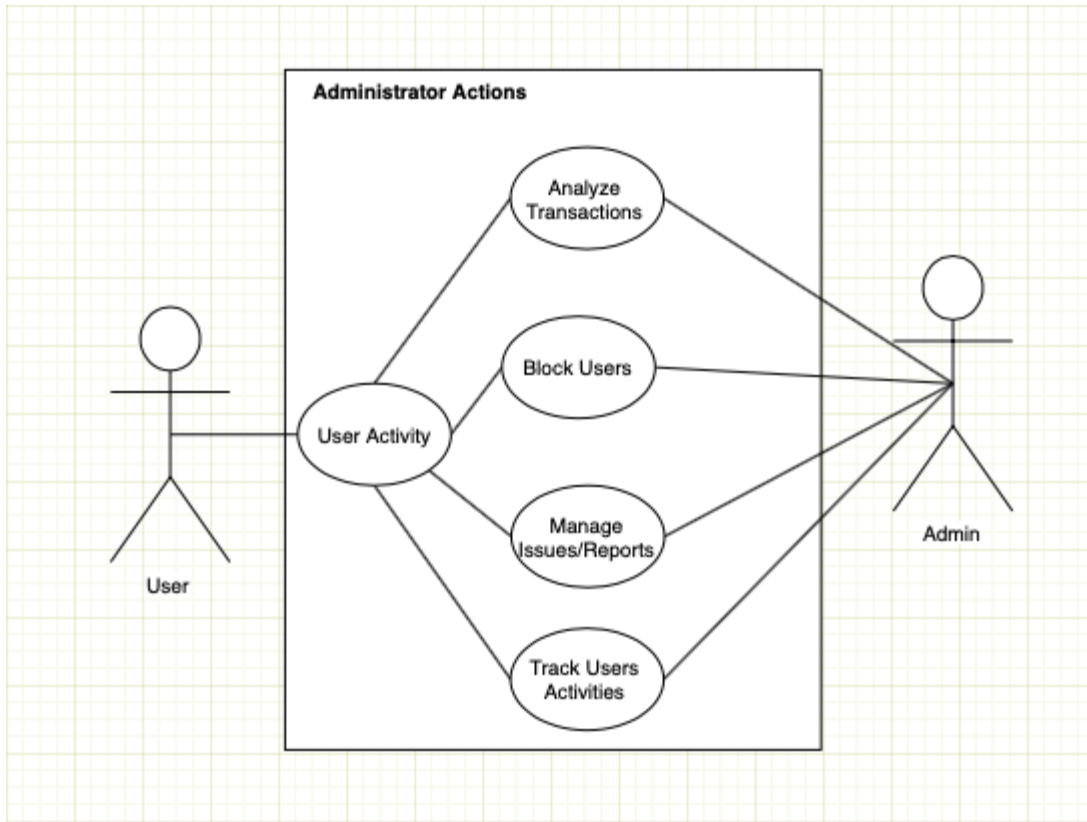 Administrator Actions
Analyze
Transactions
Block Users
User Activity
Manage
Issues/Reports
Track Users
Activities
User
Admin